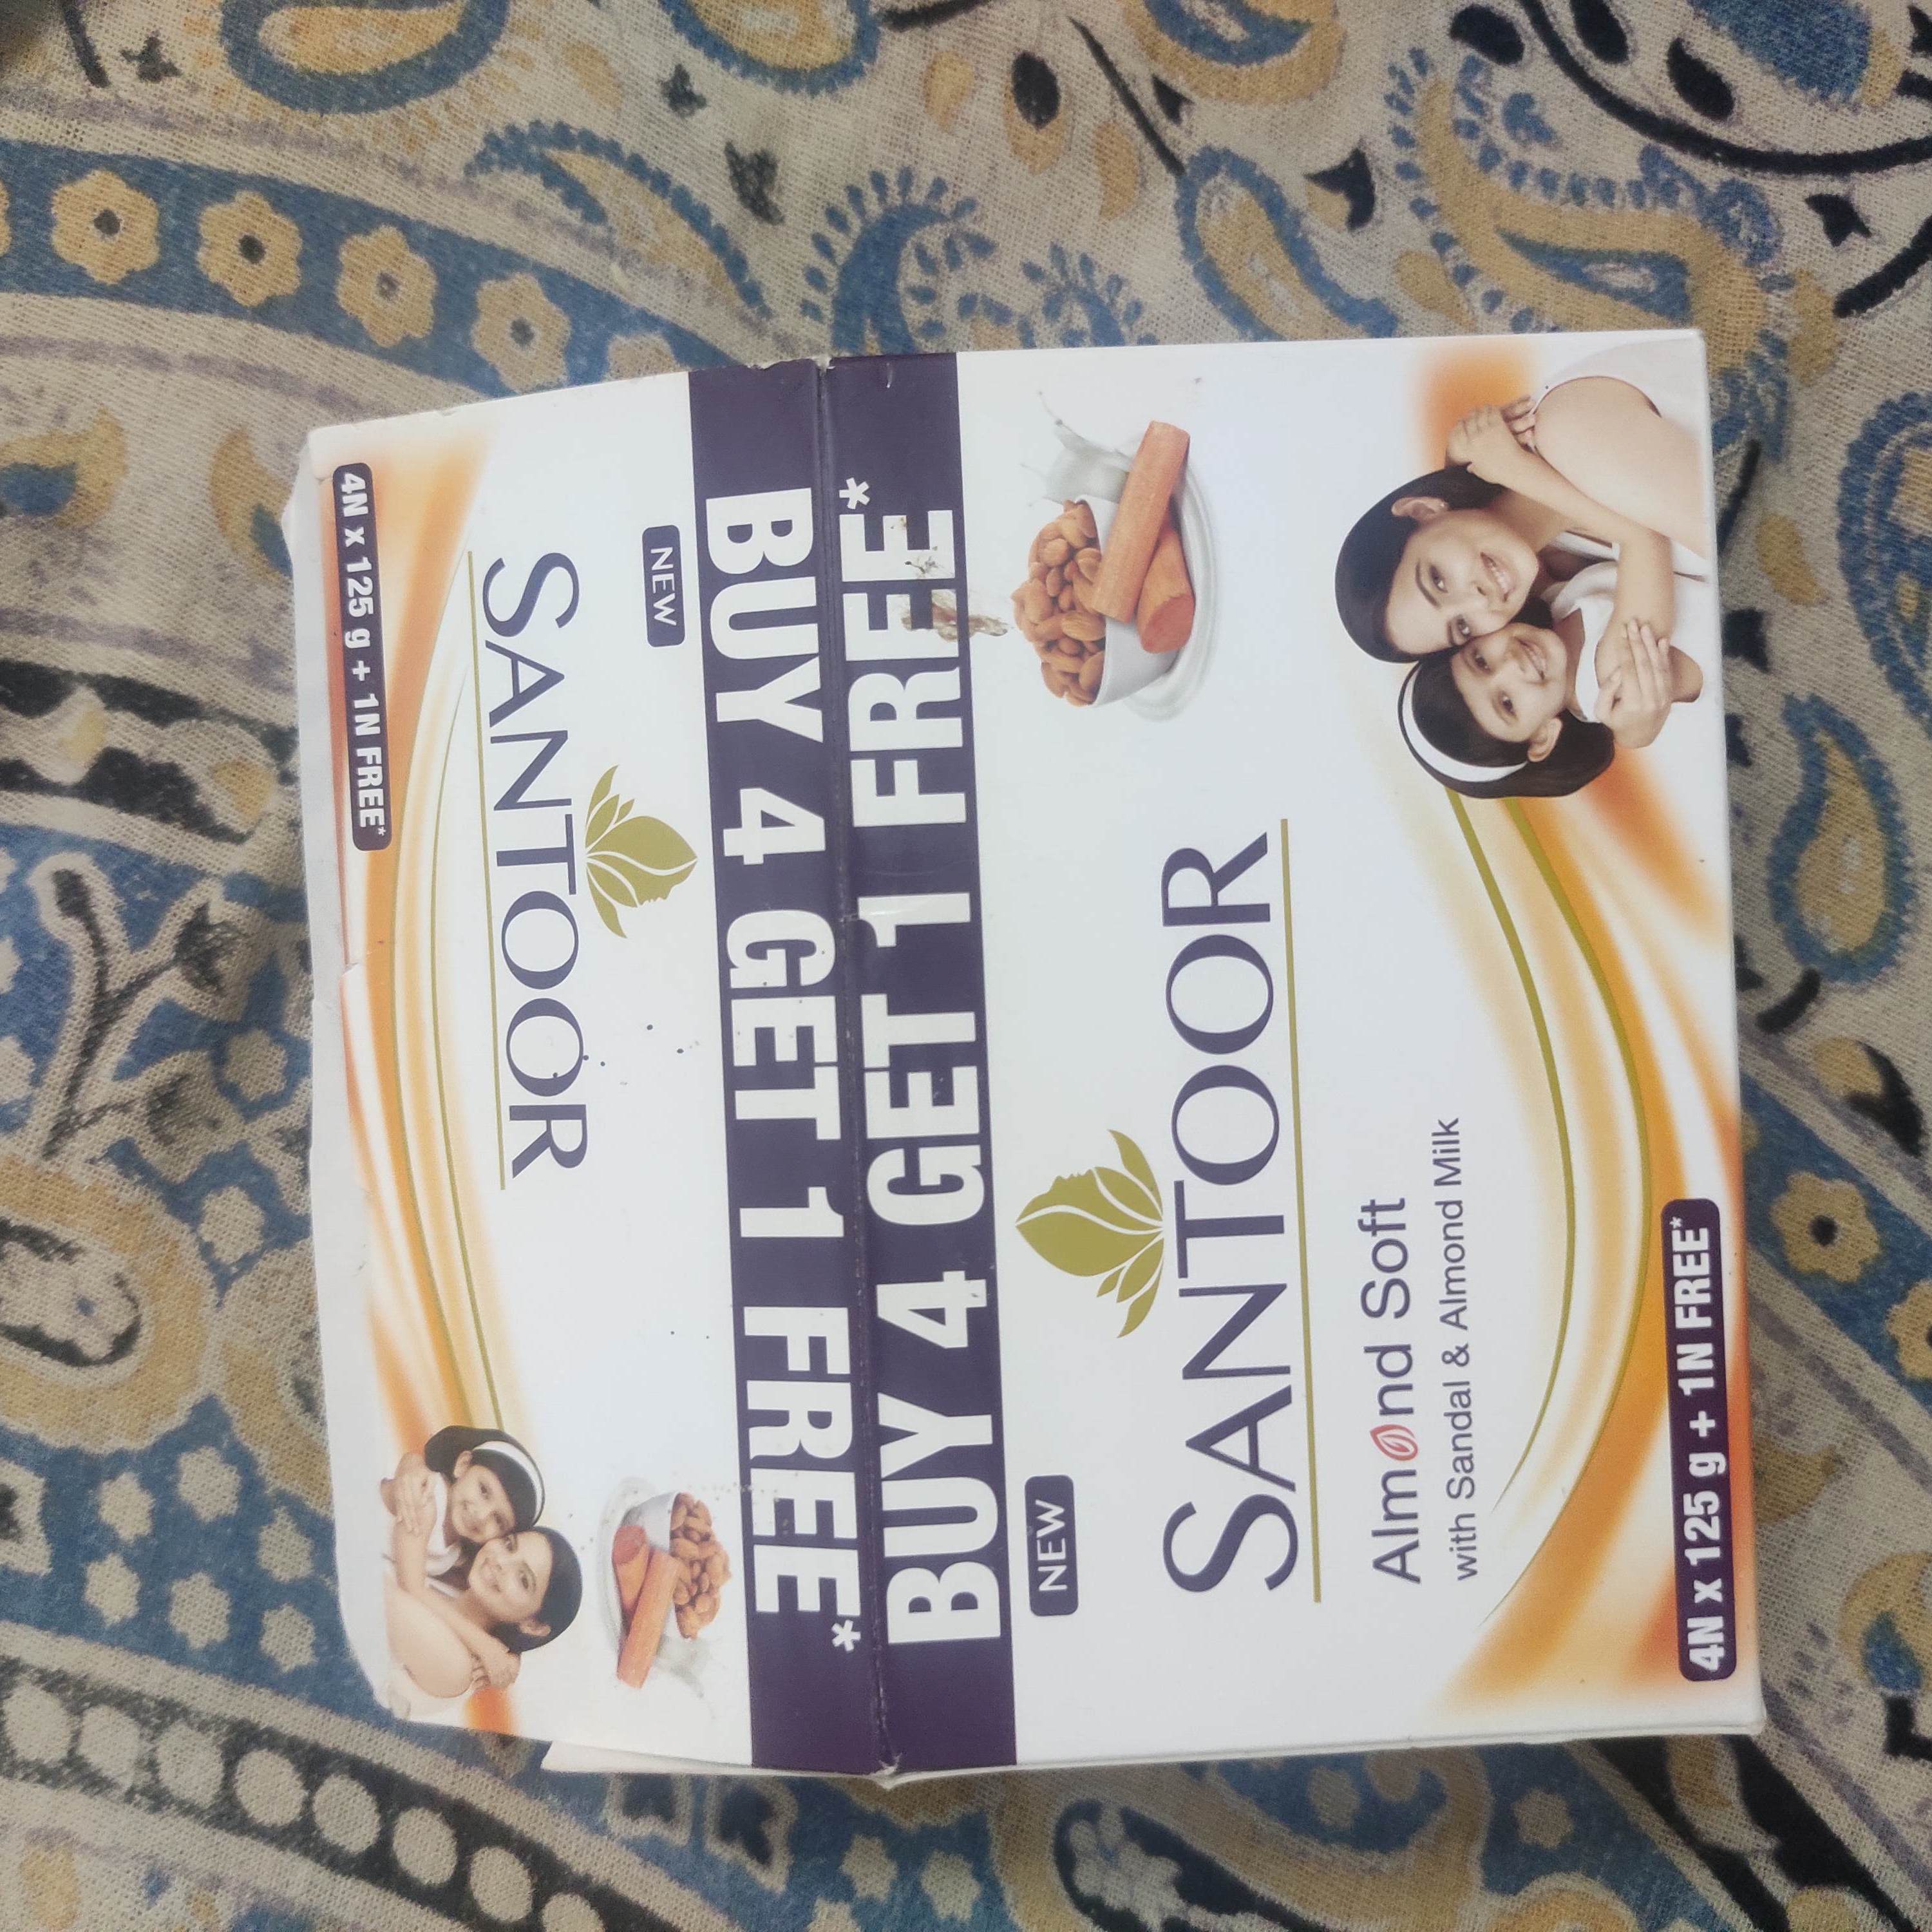 4N x 125 g + 1N FREE*
SANTOOR
NEW
BUY 4 GET 1 FREE*
BUY 4 GET 1 FREE*
NEW
SANTOOR
Almond Soft
with Sandal & Almond Milk
4N x 125 g + 1N FREE*